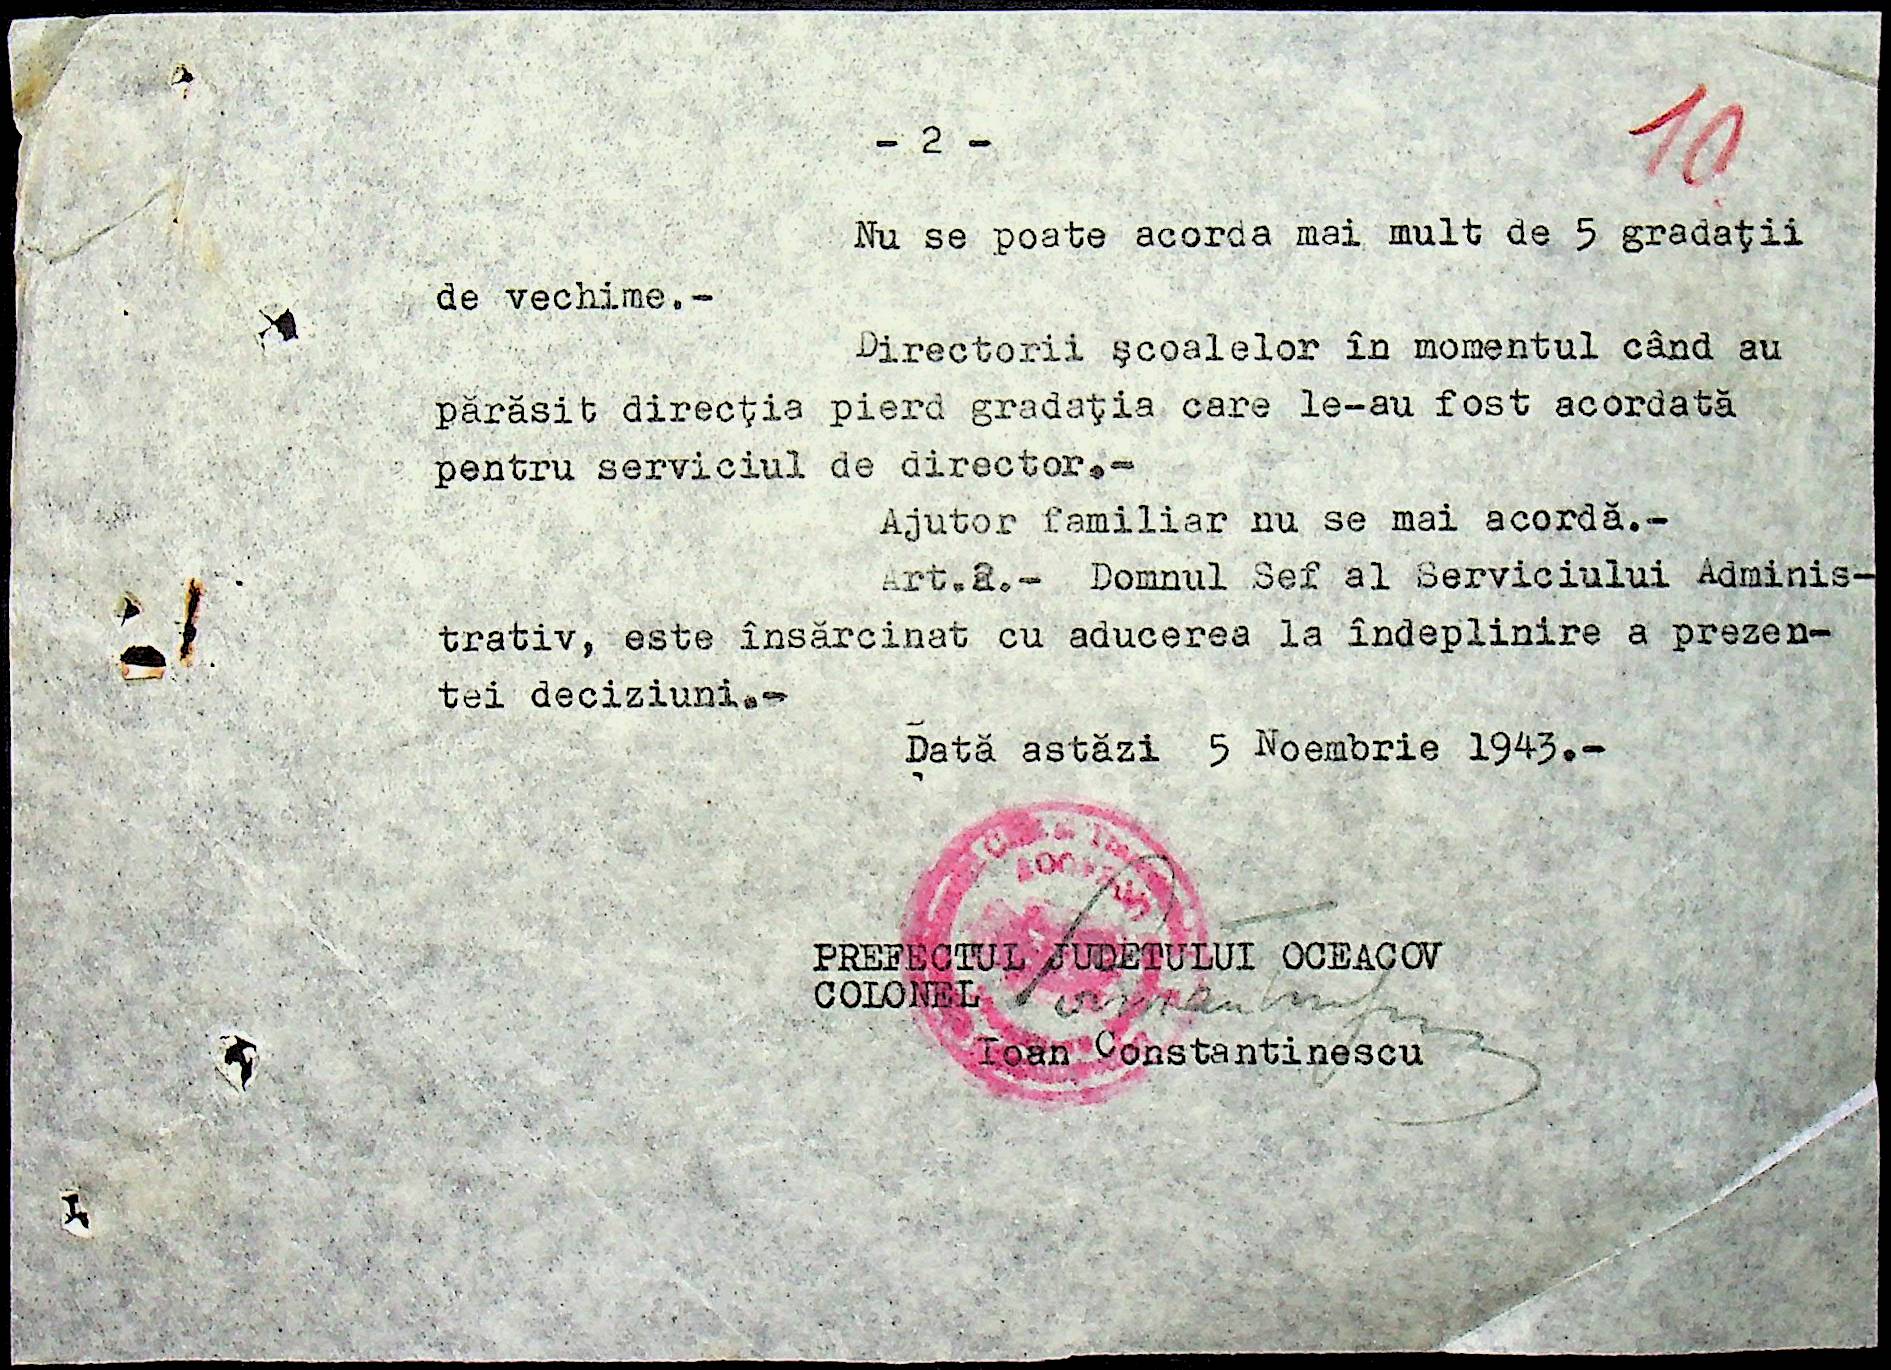 - 2 -
10
Nu se poate acorda mai mult de 5 gradaţii
de vechime.-
Directorii şcoalelor în momentul când au
părăsit direcţia pierd gradaţia care le-au fost acordată
pentru serviciul de director.-
Ajutor familiar nu se mai acordă.-
Art.2.- Domnul Sef al Serviciului Adminis-
trativ, este însărcinat cu aducerea la îndeplinire a prezen-
tei deciziuni.-
Dată astăzi 5 Noembrie 1943.-
PREFECTUL JUDETULUI OCEACOV
COLONEL
Ioan Constantinescu